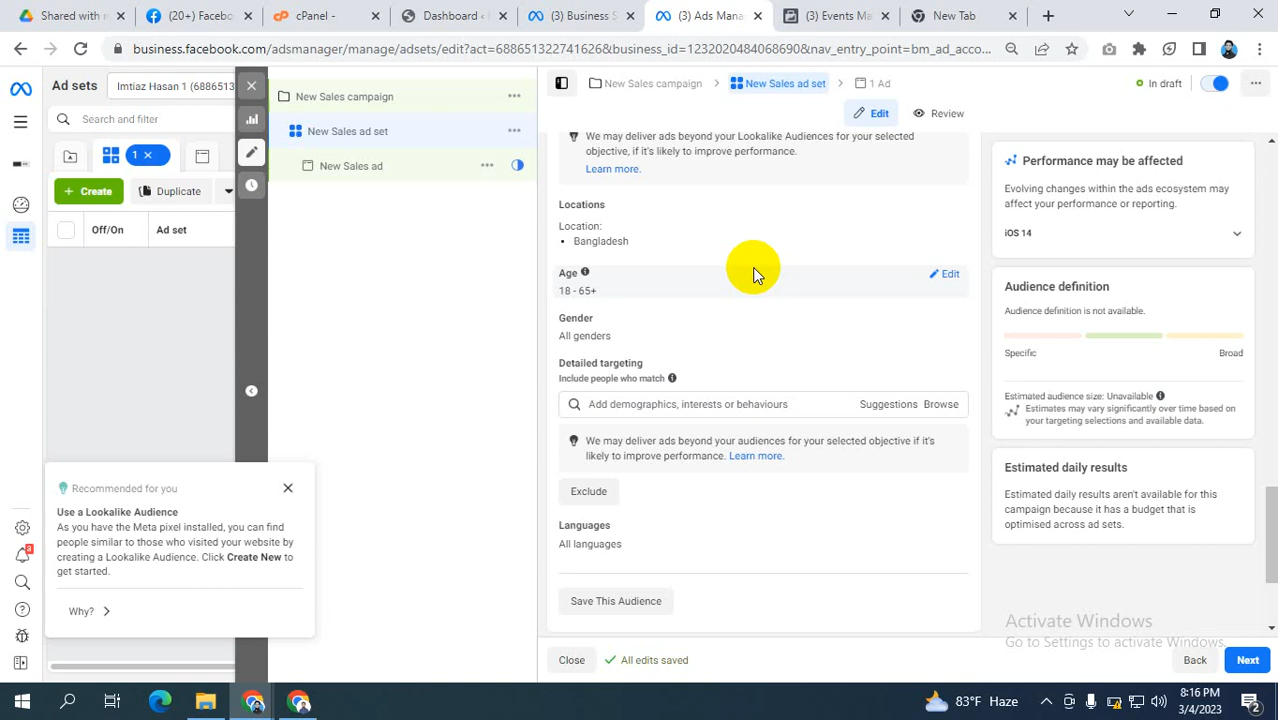 Google Drive m
(20+) Faceboo
cPanel -
Dashboard ‹
(3) Business S
(3) Ads Mana
(3) Events Ma
New Tab
business.facebook.com/adsmanager/manage/adsets/edit?act=688651322741626&business_id=1232024840686908&nav_entry_point=bm_ad_acco...
Ad sets
Imtiaz Hasan 1 (6886513
New Sales campaign
New Sales campaign
New Sales ad set
1 Ad
In draft
Edit
Review
Search and filter
1
New Sales ad set
New Sales ad
Create
Duplicate
Off/On
Ad set
We may deliver ads beyond your Lookalike Audiences for your selected
objective, if it's likely to improve performance.
Learn more.
Locations
Location:
Bangladesh
Age
Edit
18 - 65+
Gender
All genders
Detailed targeting
Include people who match
Add demographics, interests or behaviours
Suggestions
Browse
We may deliver ads beyond your audiences for your selected objective if it's
likely to improve performance. Learn more.
Exclude
Languages
All languages
Save This Audience
Performance may be affected
Evolving changes within the ads ecosystem may
affect your performance or reporting.
iOS 14
Audience definition
Audience definition is not available.
Specific
Broad
Estimated audience size: Unavailable
Estimates may vary significantly over time based on
your targeting selections and available data.
Estimated daily results
Estimated daily results aren't available for this
campaign because it has a budget that is
optimised across ad sets.
Recommended for you
Use a Lookalike Audience
As you have the Meta pixel installed, you can find
people similar to those who visited your website by
creating a Lookalike Audience. Click Create New to
get started.
Why?
3
Activate Windows
Go to Settings to activate Windows.
Close
All edits saved
Back
Next
83°F Haze
8:16 PM
3/4/2023
2